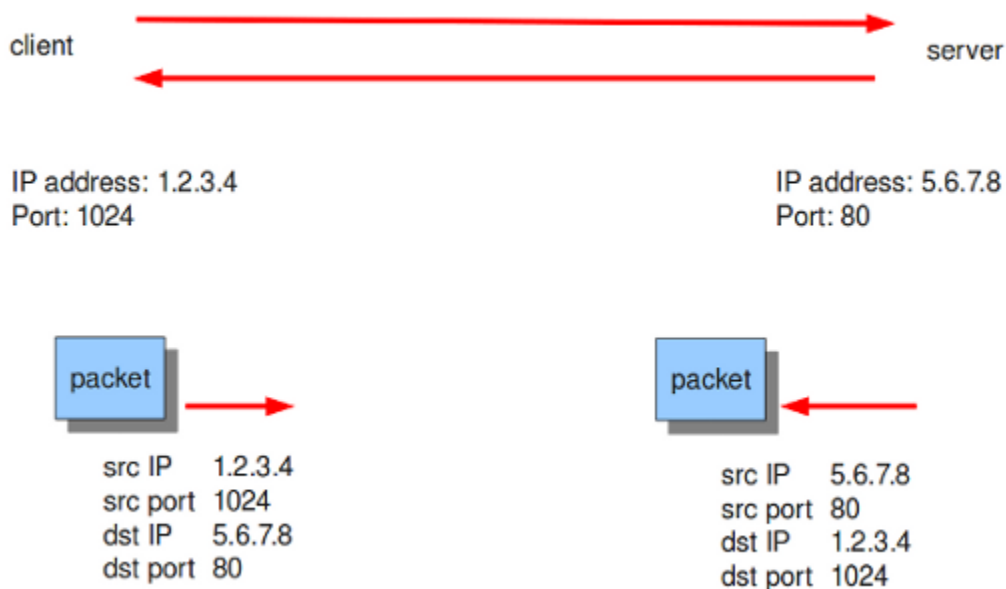 client
server
IP address: 1.2.3.4
Port: 1024
IP address: 5.6.7.8
Port: 80
packet
src IP 1.2.3.4
src port 1024
dst IP 5.6.7.8
dst port 80
packet
src IP 5.6.7.8
src port 80
dst IP 1.2.3.4
dst port 1024